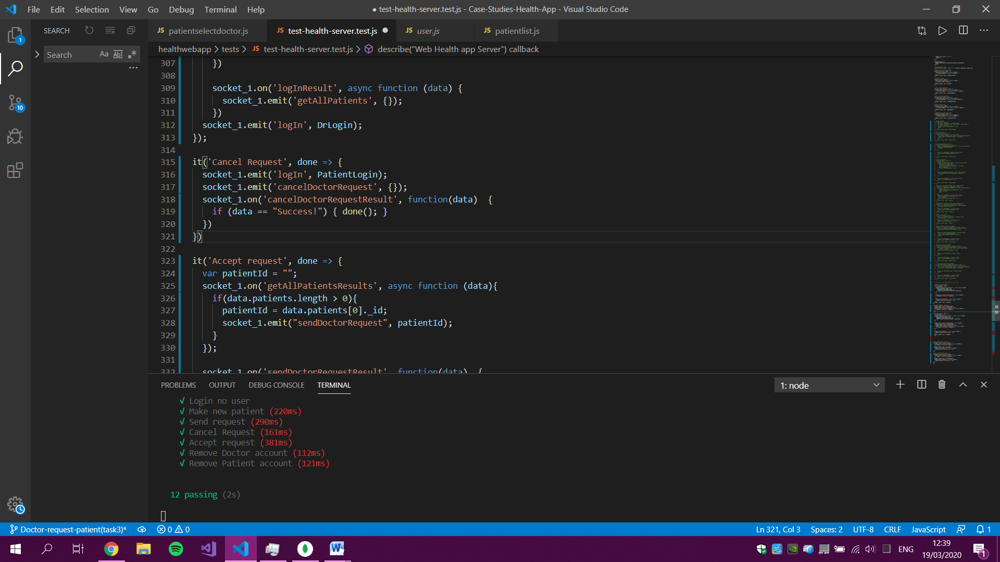 File Edit Selection View Go Debug Terminal Help
● test-health-server.test.js - Case-Studies-Health-App - Visual Studio Code
SEARCH
JS patientselectdoctor.js
JS test-health-server.test.js
JS user.js
JS patientlist.js
Search Aa Abl
healthwebapp > tests > JS test-health-server.test.js > describe("Web Health app Server") callback
307 })
308
309 socket_1.on('logInResult', async function (data) {
310 socket_1.emit('getAllPatients', {});
311 })
312 socket_1.emit('logIn', DrLogin);
313 });
314
315 it('Cancel Request', done => {
316 socket_1.emit('logIn', PatientLogin);
317 socket_1.emit('cancelDoctorRequest', {});
318 socket_1.on('cancelDoctorRequestResult', function(data)  {
319 if (data == "Success!") { done(); }
320 })
321 })
322
323 it('Accept request', done => {
324 var patientId = "";
325 socket_1.on('getAllPatientsResults', async function (data){
326 if(data.patients.length > 0){
327 patientId = data.patients[0]._id;
328 socket_1.emit("sendDoctorRequest", patientId);
329 }
330 });
331
332 socket_1.on('sendDoctorRequestResult', function(data)  {
PROBLEMS OUTPUT DEBUG CONSOLE TERMINAL
1: node
√ Login no user
√ Make new patient (220ms)
√ Send request (290ms)
√ Cancel Request (161ms)
√ Accept request (381ms)
√ Remove Doctor account (112ms)
√ Remove Patient account (121ms)
12 passing (2s)
1
10
Doctor-request-patient(task3)* 0 0
Ln 321, Col 3 Spaces: 2 UTF-8 CRLF JavaScript 1
ENG
12:39
19/03/2020
1